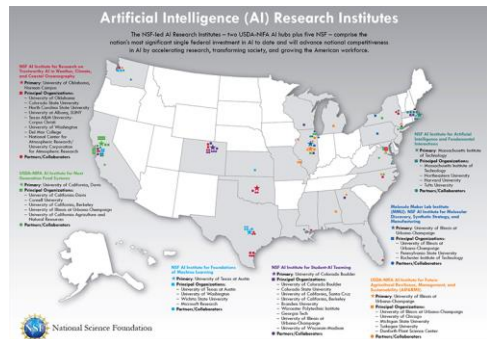 Artificial Intelligence (AI) Research Institutes
The NSF-led AI Research Institutes – two USDA-NIFA AI hubs plus five NSF – comprise the
nation's most significant single federal investment in AI to date and will advance national competitiveness
in AI by accelerating research, transforming society, and growing the American workforce.
NSF AI Institute for Research on
Trustworthy AI in Weather, Climate,
and Coastal Oceanography
Primary: University of Oklahoma,
Norman Campus
Principal Organizations:
– University of Oklahoma
– Colorado State University
– North Carolina State University
– University at Albany, SUNY
– Texas A&M University
Corpus Christi
– University of Washington
– Del Mar College
– National Center for
Atmospheric Research/
University Corporation
for Atmospheric Research
Partners/Collaborators
USDA-NIFA AI Institute for Next
Generation Food Systems
Primary: University of California, Davis
Principal Organizations:
– University of California-Davis
– Cornell University
– University of California, Berkeley
– University of Illinois at Urbana-Champaign
– University of California Agriculture and
Natural Resources
Partners/Collaborators
NSF AI Institute for Artificial
Intelligence and Fundamental
Interactions
Primary: Massachusetts Institute
of Technology
Principal Organizations:
– Massachusetts Institute of
Technology
– Northeastern University
– Harvard University
– Tufts University
Partners/Collaborators
Molecule Maker Lab Institute
(MMLI): NSF AI Institute for Molecular
Discovery, Synthetic Strategy, and
Manufacturing
Primary: University of Illinois at
Urbana-Champaign
Principal Organizations:
– University of Illinois at
Urbana-Champaign
– Pennsylvania State University
– Rochester Institute of Technology
Partners/Collaborators
NSF AI Institute for Foundations
of Machine Learning
Primary: University of Texas at Austin
Principal Organizations:
– University of Texas at Austin
– University of Washington
– Wichita State University
– Microsoft Research
Partners/Collaborators
NSF AI Institute for Student-AI Teaming
Primary: University of Colorado Boulder
Principal Organizations:
– University of Colorado Boulder
– Colorado State University
– University of California, Santa Cruz
– University of California, Berkeley
– Brandeis University
– Worcester Polytechnic Institute
– Georgia Tech
– University of Illinois at
Urbana-Champaign
– University of Wisconsin-Madison
USDA-NIFA AI Institute for Future
Agricultural Resilience, Management,
and Sustainability (AIFARMS)
Primary: University of Illinois at
Urbana-Champaign
Principal Organizations:
– University of Illinois at Urbana-Champaign
– University of Chicago
– Michigan State University
– Tuskegee University
– Danforth Plant Science Center
Partners/Collaborators
NSF
National Science Foundation